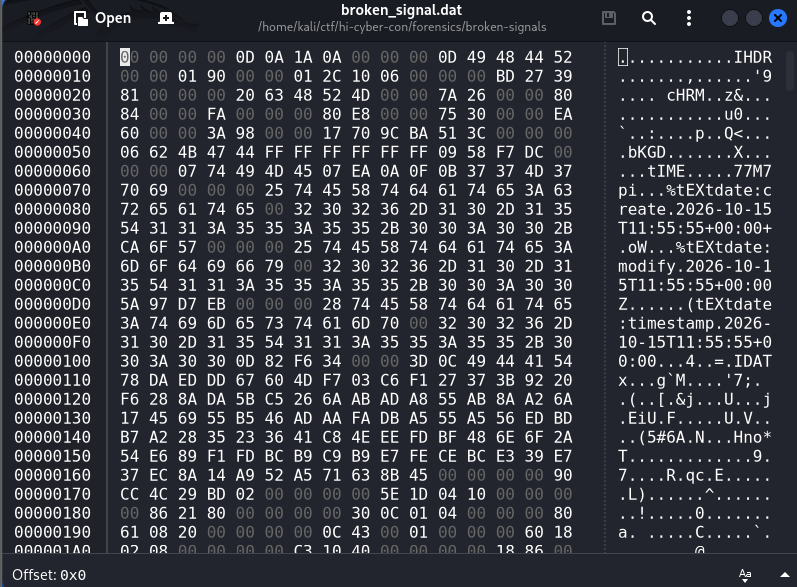 Open
broken_signal.dat
/home/kali/ctf/hi-cyber-con/forensics/broken-signals
00000000 00 00 00 00 0D 0A 1A 0A 00 00 00 0D 49 48 44 52 ............IHDR
00000010 00 00 01 90 00 00 01 2C 10 06 00 00 00 BD 27 39 .......,......'9
00000020 81 00 00 00 20 63 48 52 4D 00 00 7A 26 00 00 80 .... cHRM..z&...
00000030 84 00 00 FA 00 00 00 80 E8 00 00 75 30 00 00 EA ...........u0...
00000040 60 00 00 3A 98 00 00 17 70 9C BA 51 3C 00 00 00 `..:....p..Q<...
00000050 06 62 4B 47 44 FF FF FF FF FF FF 09 58 F7 DC 00 .bKGD.......X...
00000060 00 00 07 74 49 4D 45 07 EA 0A 0F 0B 37 37 4D 37 ...tIME.....77M7
00000070 70 69 00 00 00 25 74 45 58 74 64 61 74 65 3A 63 pi...%tEXtdate:c
00000080 72 65 61 74 65 00 32 30 32 36 2D 31 30 2D 31 35 reate.2026-10-15
00000090 54 31 31 3A 35 35 3A 35 35 2B 30 30 3A 30 30 2B T11:55:55+00:00+
000000A0 CA 6F 57 00 00 00 25 74 45 58 74 64 61 74 65 3A .oW...%tEXtdate:
000000B0 6D 6F 64 69 66 79 00 32 30 32 36 2D 31 30 2D 31 modify.2026-10-1
000000C0 35 54 31 31 3A 35 35 3A 35 35 2B 30 30 3A 30 30 5T11:55:55+00:00
000000D0 5A 97 D7 EB 00 00 00 28 74 45 58 74 64 61 74 65 Z......(tEXtdate
000000E0 3A 74 69 6D 65 73 74 61 6D 70 00 32 30 32 36 2D :timestamp.2026-
000000F0 31 30 2D 31 35 54 31 31 3A 35 35 3A 35 35 2B 30 10-15T11:55:55+0
00000100 30 3A 30 30 0D 82 F6 34 00 00 3D 0C 49 44 41 54 0:00...4..=.IDAT
00000110 78 DA ED DD 67 60 4D F7 03 C6 F1 27 37 3B 92 20 x...g`M....'7;. 
00000120 F6 28 8A DA 5B C5 26 6A AB AD A8 55 AB 8A A2 6A .(..[.&j...U...j
00000130 17 45 69 55 B5 46 AD AA FA DB A5 55 A5 56 ED BD .EiU.F.....U.V..
00000140 B7 A2 28 35 23 36 41 C8 4E EE FD BF 48 6E 6F 2A ..(5#6A.N...Hno*
00000150 54 E6 89 F1 FD BC B9 C9 B9 E7 FE CE BC E3 39 E7 T.............9.
00000160 37 EC 8A 14 A9 52 A5 71 63 8B 45 00 00 00 00 90 7....R.qc.E.....
00000170 CC 4C 29 BD 02 00 00 00 00 5E 1D 04 10 00 00 00 .L)......^......
00000180 00 86 21 80 00 00 00 00 30 0C 01 04 00 00 00 80 ..!.....0.......
00000190 61 08 20 00 00 00 00 0C 43 00 01 00 00 00 60 18 a. .....C.....`.
000001A0 02 08 00 00 00 00 C3 10 40 00 00 00 00 18 86 00 ........@.......
Offset: 0x0
Aa